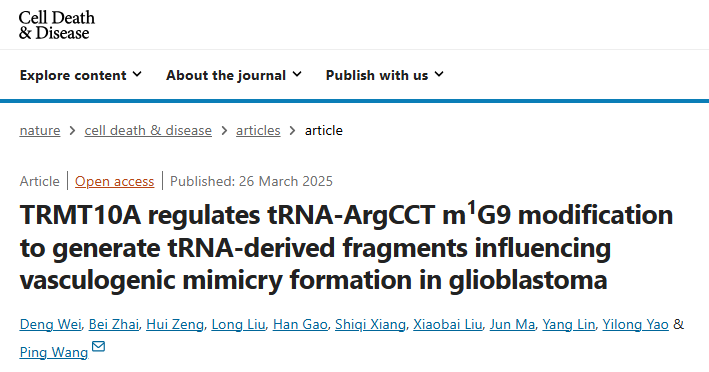 Cell Death
& Disease
Explore content About the journal Publish with us
nature > cell death & disease > articles > article
Article | Open access | Published: 26 March 2025
TRMT10A regulates tRNA-ArgCCT m¹G9 modification
to generate tRNA-derived fragments influencing
vasculogenic mimicry formation in glioblastoma
Deng Wei, Bei Zhai, Hui Zeng, Long Liu, Han Gao, Shiqi Xiang, Xiaobai Liu, Jun Ma, Yang Lin, Yilong Yao &
Ping Wang